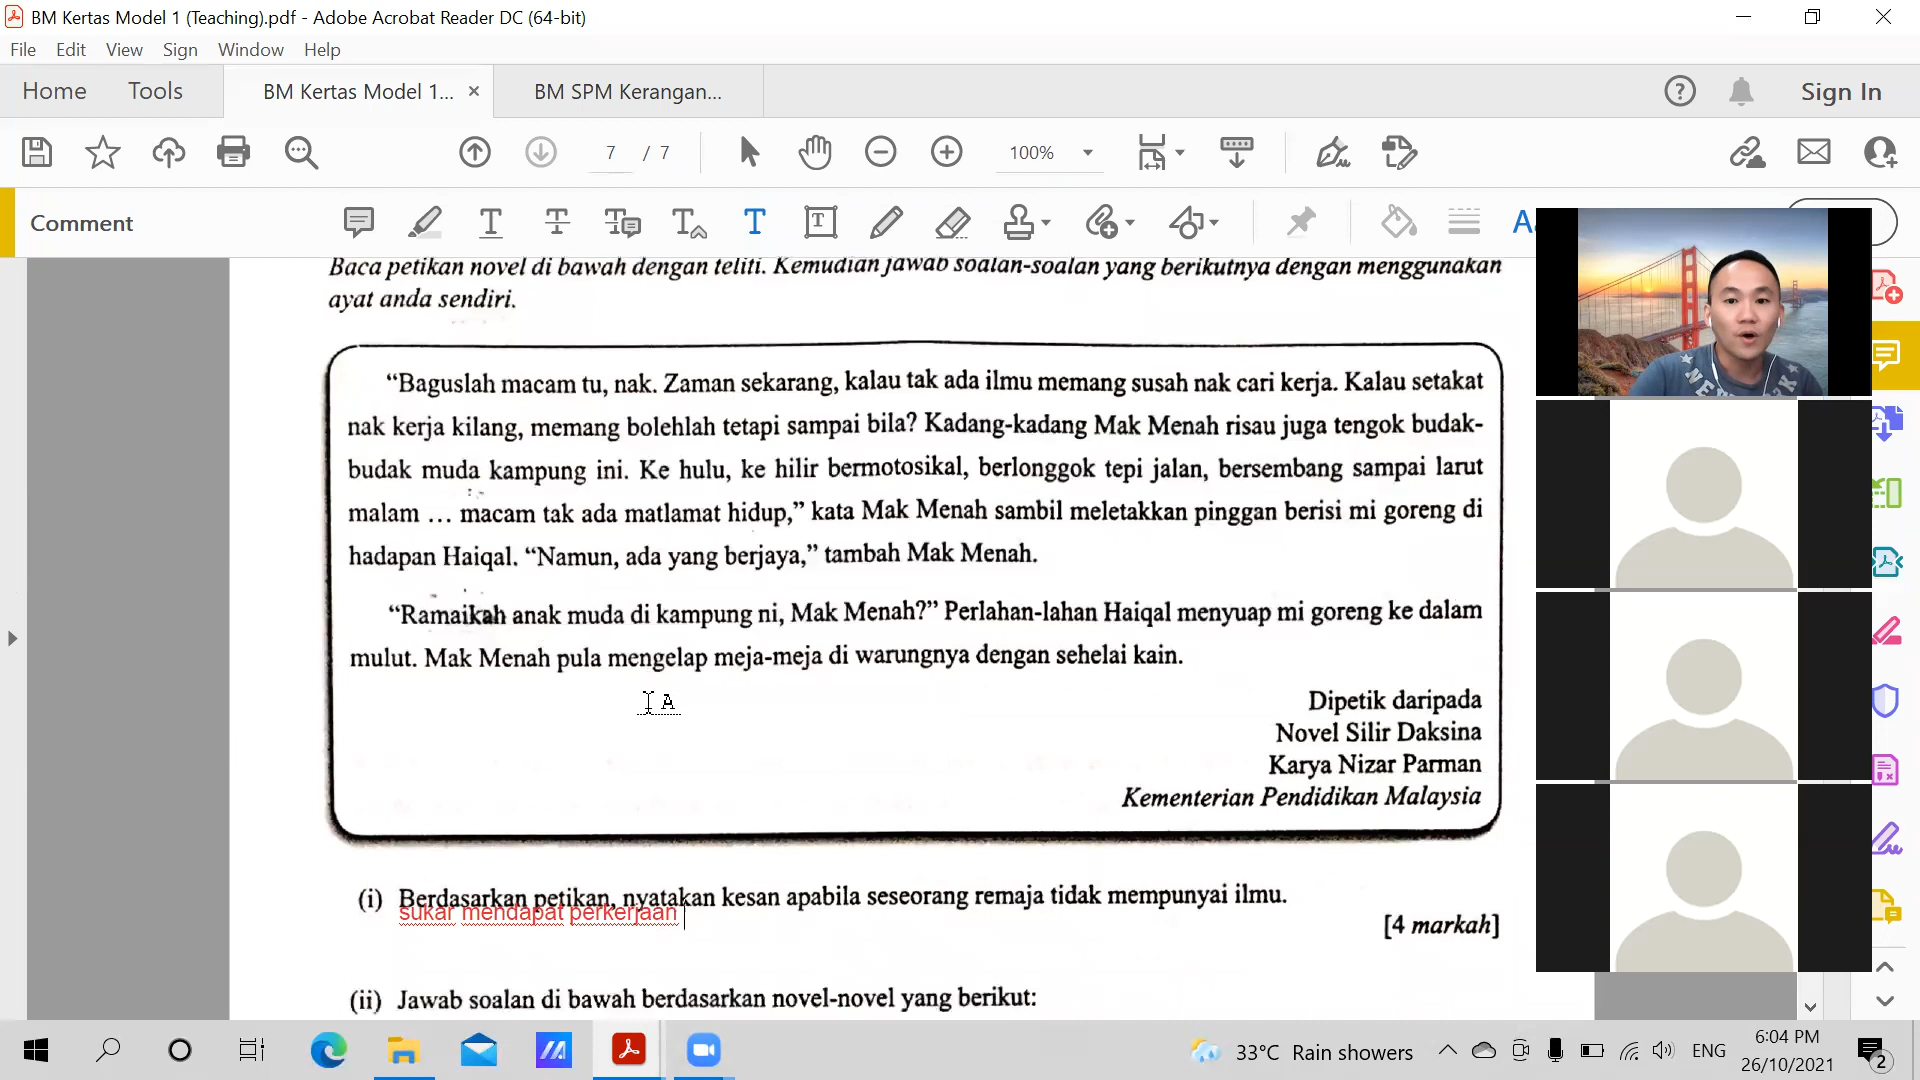 BM Kertas Model 1 (Teaching).pdf - Adobe Acrobat Reader DC (64-bit)
File Edit View Sign Window Help
Home Tools BM Kertas Model 1... × BM SPM Kerangan... Sign In
7 / 7 100%
Comment
Baca petikan novel di bawah dengan teliti. Kemudian jawab soalan-soalan yang berikutnya dengan menggunakan
ayat anda sendiri.
“Baguslah macam tu, nak. Zaman sekarang, kalau tak ada ilmu memang susah nak cari kerja. Kalau setakat
nak kerja kilang, memang bolehlah tetapi sampai bila? Kadang-kadang Mak Menah risau juga tengok budak-
budak muda kampung ini. Ke hulu, ke hilir bermotosikal, berlonggok tepi jalan, bersembang sampai larut
malam … macam tak ada matlamat hidup,” kata Mak Menah sambil meletakkan pinggan berisi mi goreng di
hadapan Haiqal. “Namun, ada yang berjaya,” tambah Mak Menah.
“Ramaikah anak muda di kampung ni, Mak Menah?” Perlahan-lahan Haiqal menyuap mi goreng ke dalam
mulut. Mak Menah pula mengelap meja-meja di warungnya dengan sehelai kain.
Dipetik daripada
Novel Silir Daksina
Karya Nizar Parman
Kementerian Pendidikan Malaysia
(i) Berdasarkan petikan, nyatakan kesan apabila seseorang remaja tidak mempunyai ilmu.
sukar mendapat perkerjaan
[4 markah]
(ii) Jawab soalan di bawah berdasarkan novel-novel yang berikut:
33°C Rain showers ENG 6:04 PM
26/10/2021 2